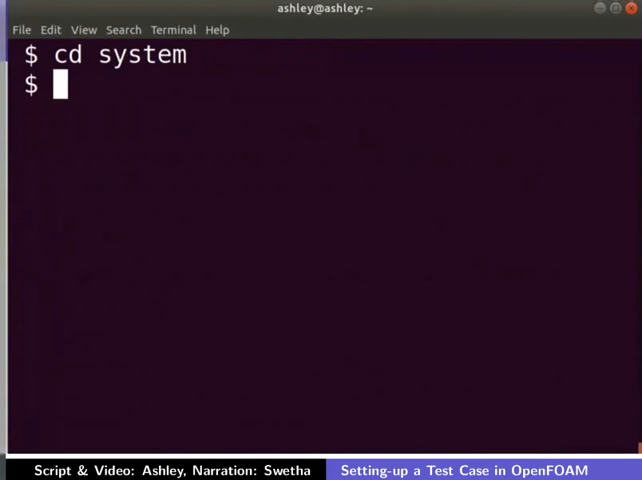 ashley@ashley: ~
File Edit View Search Terminal Help
$ cd system
$
Script & Video: Ashley, Narration: Swetha Setting-up a Test Case in OpenFOAM